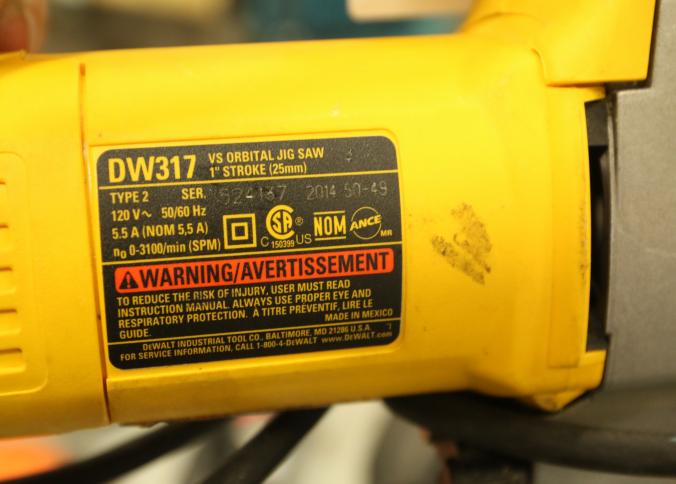 DW317 VS ORBITAL JIG SAW
1" STROKE (25mm)
TYPE 2 SER. 524137 2014 50-49
120 V~ 50/60 Hz
5.5 A (NOM 5,5 A)
n₀ 0-3100/min (SPM)
SA ® C US 150399
NOM ANCE MR
WARNING/AVERTISSEMENT
TO REDUCE THE RISK OF INJURY, USER MUST READ
INSTRUCTION MANUAL. ALWAYS USE PROPER EYE AND
RESPIRATORY PROTECTION. A TITRE PREVENTIF, LIRE LE
GUIDE. MADE IN MEXICO
DEWALT INDUSTRIAL TOOL CO., BALTIMORE, MD 21286 U.S.A.
FOR SERVICE INFORMATION, CALL 1-800-4-DEWALT www.DEWALT.com